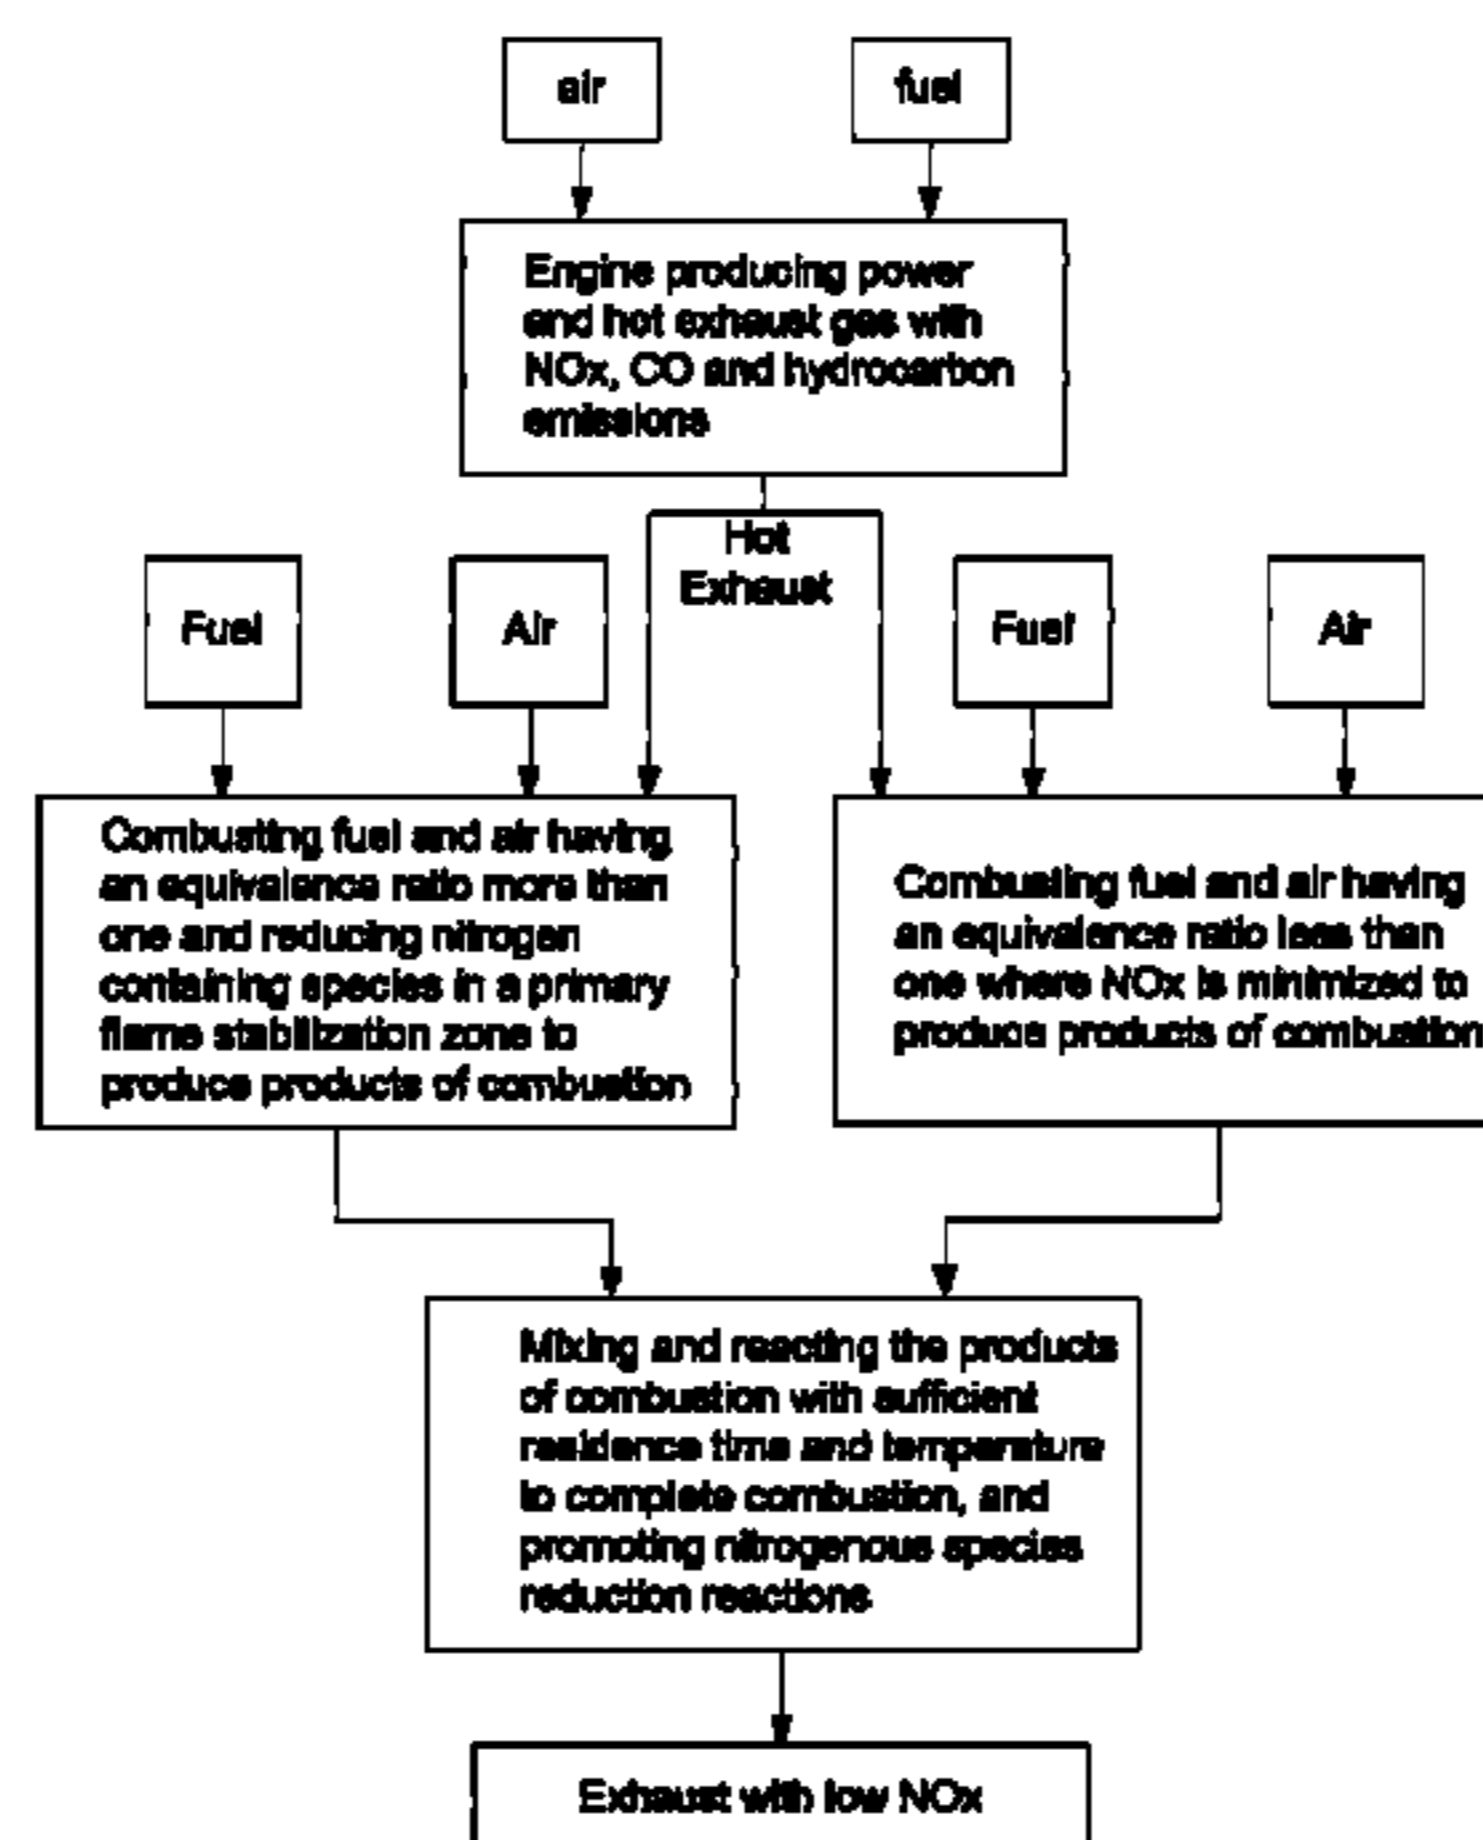 air
fuel
Engine producing power
and hot exhaust gas with
NOx, CO and hydrocarbon
emissions
Hot
Exhaust
Fuel
Air
Fuel
Air
Combusting fuel and air having
an equivalence ratio more than
one and reducing nitrogen
containing species in a primary
flame stabilization zone to
produce products of combustion
Combusting fuel and air having
an equivalence ratio less than
one where NOx is minimized to
produce products of combustion
Mixing and reacting the products
of combustion with sufficient
residence time and temperature
to complete combustion, and
promoting nitrogenous species
reduction reactions
Exhaust with low NOx